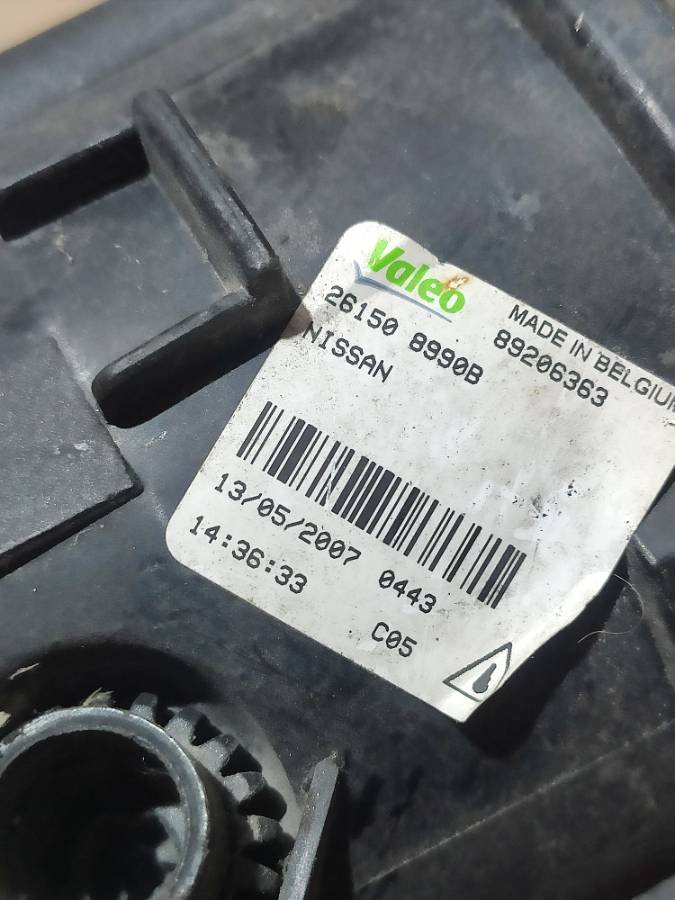 Valeo
MADE IN BELGIUM
26150 8990B 89206363
NISSAN
13/05/2007 0443
14:36:33 C05